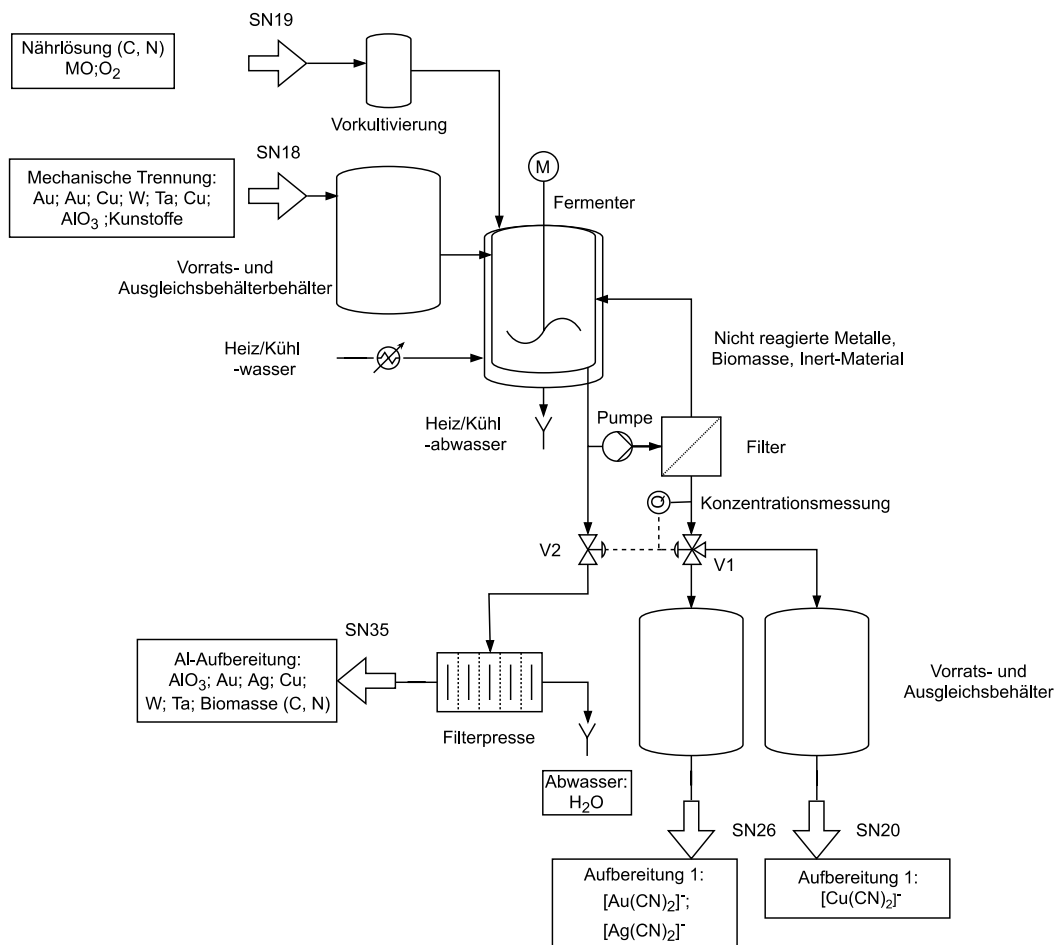 SN19
Nährlösung (C, N)
MO;O₂
Vorkultivierung
SN18
Mechanische Trennung:
Au; Au; Cu; W; Ta; Cu;
AlO₃ ;Kunstoffe
M
Fermenter
Vorrats- und
Ausgleichsbehälterbehälter
Heiz/Kühl
-wasser
Nicht reagierte Metalle,
Biomasse, Inert-Material
Heiz/Kühl
-abwasser
Pumpe
Filter
Q
Konzentrationsmessung
V2
V1
SN35
Al-Aufbereitung:
AlO₃; Au; Ag; Cu;
W; Ta; Biomasse (C, N)
Filterpresse
Vorrats- und
Ausgleichsbehälter
Abwasser:
H₂O
SN26
SN20
Aufbereitung 1:
[Au(CN)₂]⁻;
[Ag(CN)₂]⁻
Aufbereitung 1:
[Cu(CN)₂]⁻